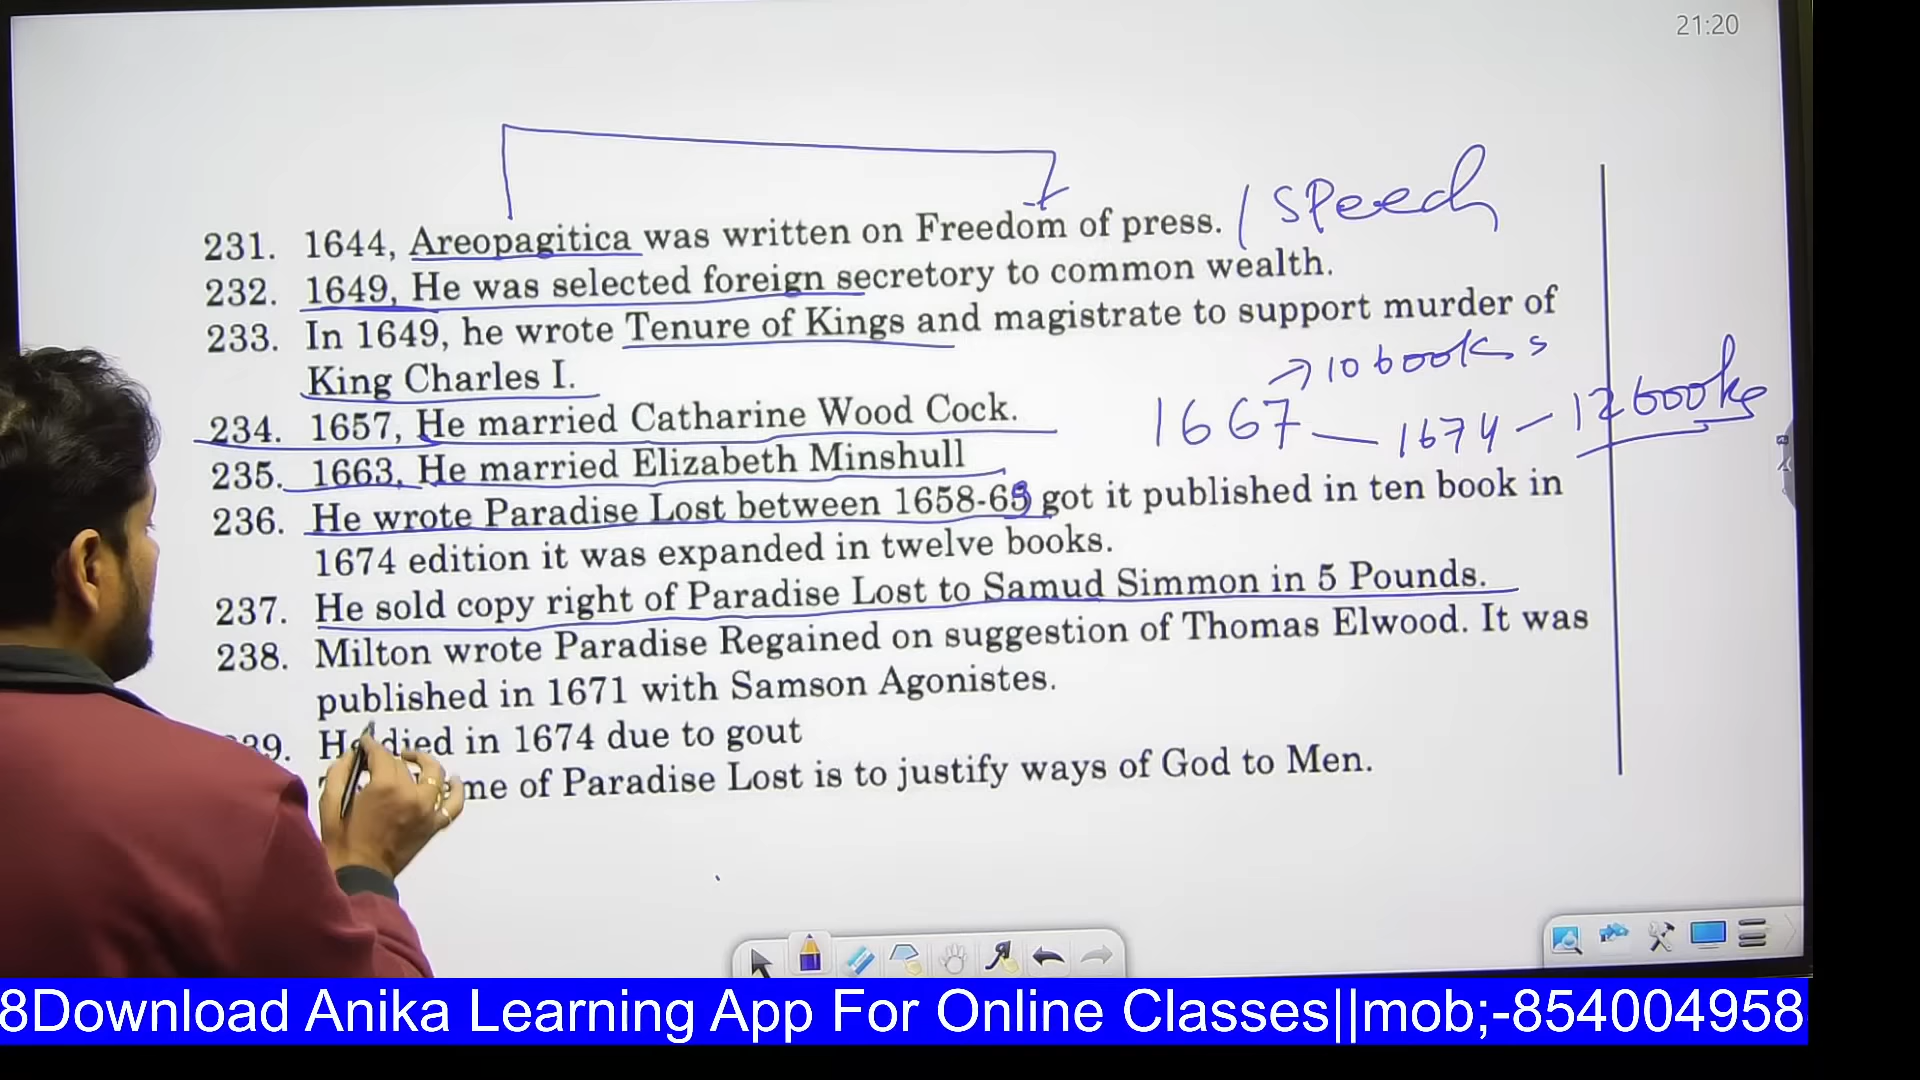 21:20
231. 1644, Areopagitica was written on Freedom of press. / speech
232. 1649, He was selected foreign secretory to common wealth.
233. In 1649, he wrote Tenure of Kings and magistrate to support murder of
King Charles I.
→ 10 books
234. 1657, He married Catharine Wood Cock.
1667 — 1674 — 12 books
235. 1663, He married Elizabeth Minshull
236. He wrote Paradise Lost between 1658-65 got it published in ten book in
1674 edition it was expanded in twelve books.
237. He sold copy right of Paradise Lost to Samud Simmon in 5 Pounds.
238. Milton wrote Paradise Regained on suggestion of Thomas Elwood. It was
published in 1671 with Samson Agonistes.
39. He died in 1674 due to gout
me of Paradise Lost is to justify ways of God to Men.
8Download Anika Learning App For Online Classes||mob;-854004958